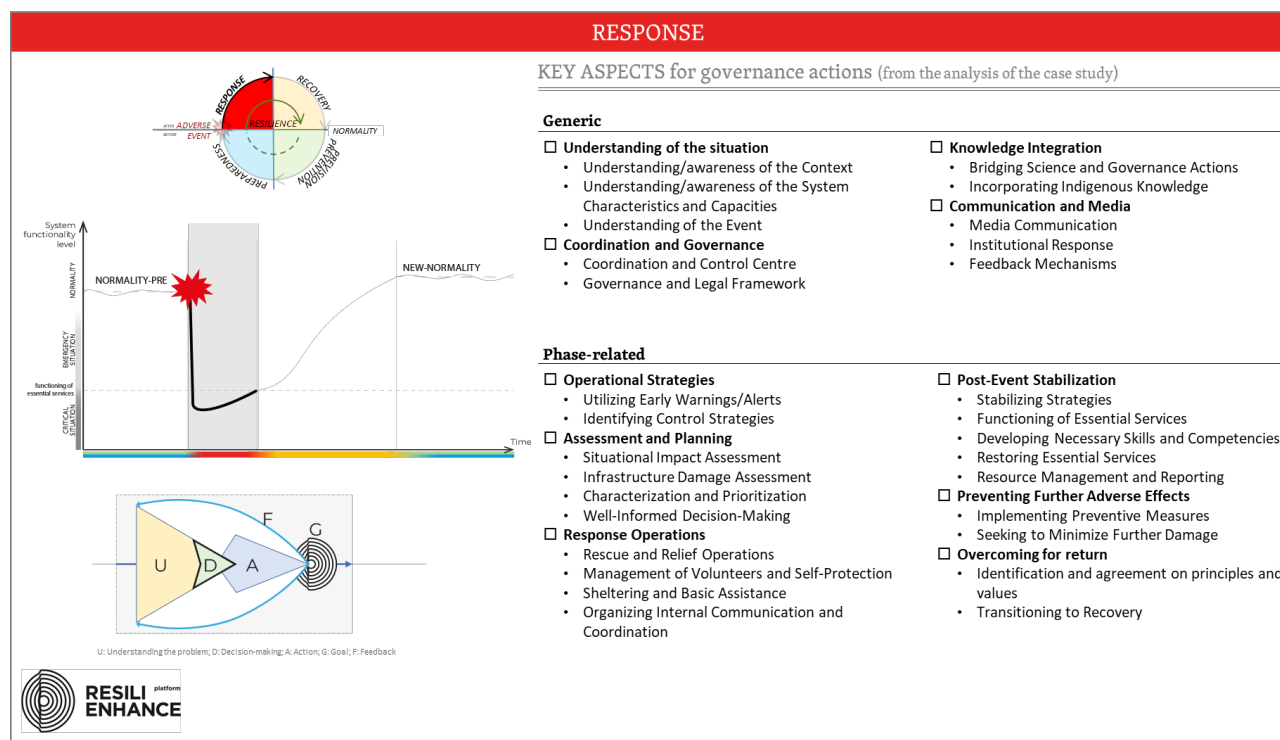 RESPONSE
KEY ASPECTS for governance actions (from the analysis of the case study)
RESPONSE
RECOVERY
AFTER
BEFORE
ADVERSE
EVENT
RESILIENCE
NORMALITY
PREPAREDNESS
PREVENTION
PREVISION
System
functionality
level
NORMALITY
EMERGENCY
SITUATION
functioning of
essential services
CRITICAL
SITUATION
NORMALITY-PRE
NEW-NORMALITY
Time
U
D
A
F
G
U: Understanding the problem; D: Decision-making; A: Action; G: Goal; F: Feedback
RESILI platform
ENHANCE
Generic
☐ Understanding of the situation
• Understanding/awareness of the Context
• Understanding/awareness of the System
Characteristics and Capacities
• Understanding of the Event
☐ Coordination and Governance
• Coordination and Control Centre
• Governance and Legal Framework
☐ Knowledge Integration
• Bridging Science and Governance Actions
• Incorporating Indigenous Knowledge
☐ Communication and Media
• Media Communication
• Institutional Response
• Feedback Mechanisms
Phase-related
☐ Operational Strategies
• Utilizing Early Warnings/Alerts
• Identifying Control Strategies
☐ Assessment and Planning
• Situational Impact Assessment
• Infrastructure Damage Assessment
• Characterization and Prioritization
• Well-Informed Decision-Making
☐ Response Operations
• Rescue and Relief Operations
• Management of Volunteers and Self-Protection
• Sheltering and Basic Assistance
• Organizing Internal Communication and
Coordination
☐ Post-Event Stabilization
• Stabilizing Strategies
• Functioning of Essential Services
• Developing Necessary Skills and Competencies
• Restoring Essential Services
• Resource Management and Reporting
☐ Preventing Further Adverse Effects
• Implementing Preventive Measures
• Seeking to Minimize Further Damage
☐ Overcoming for return
• Identification and agreement on principles and
values
• Transitioning to Recovery